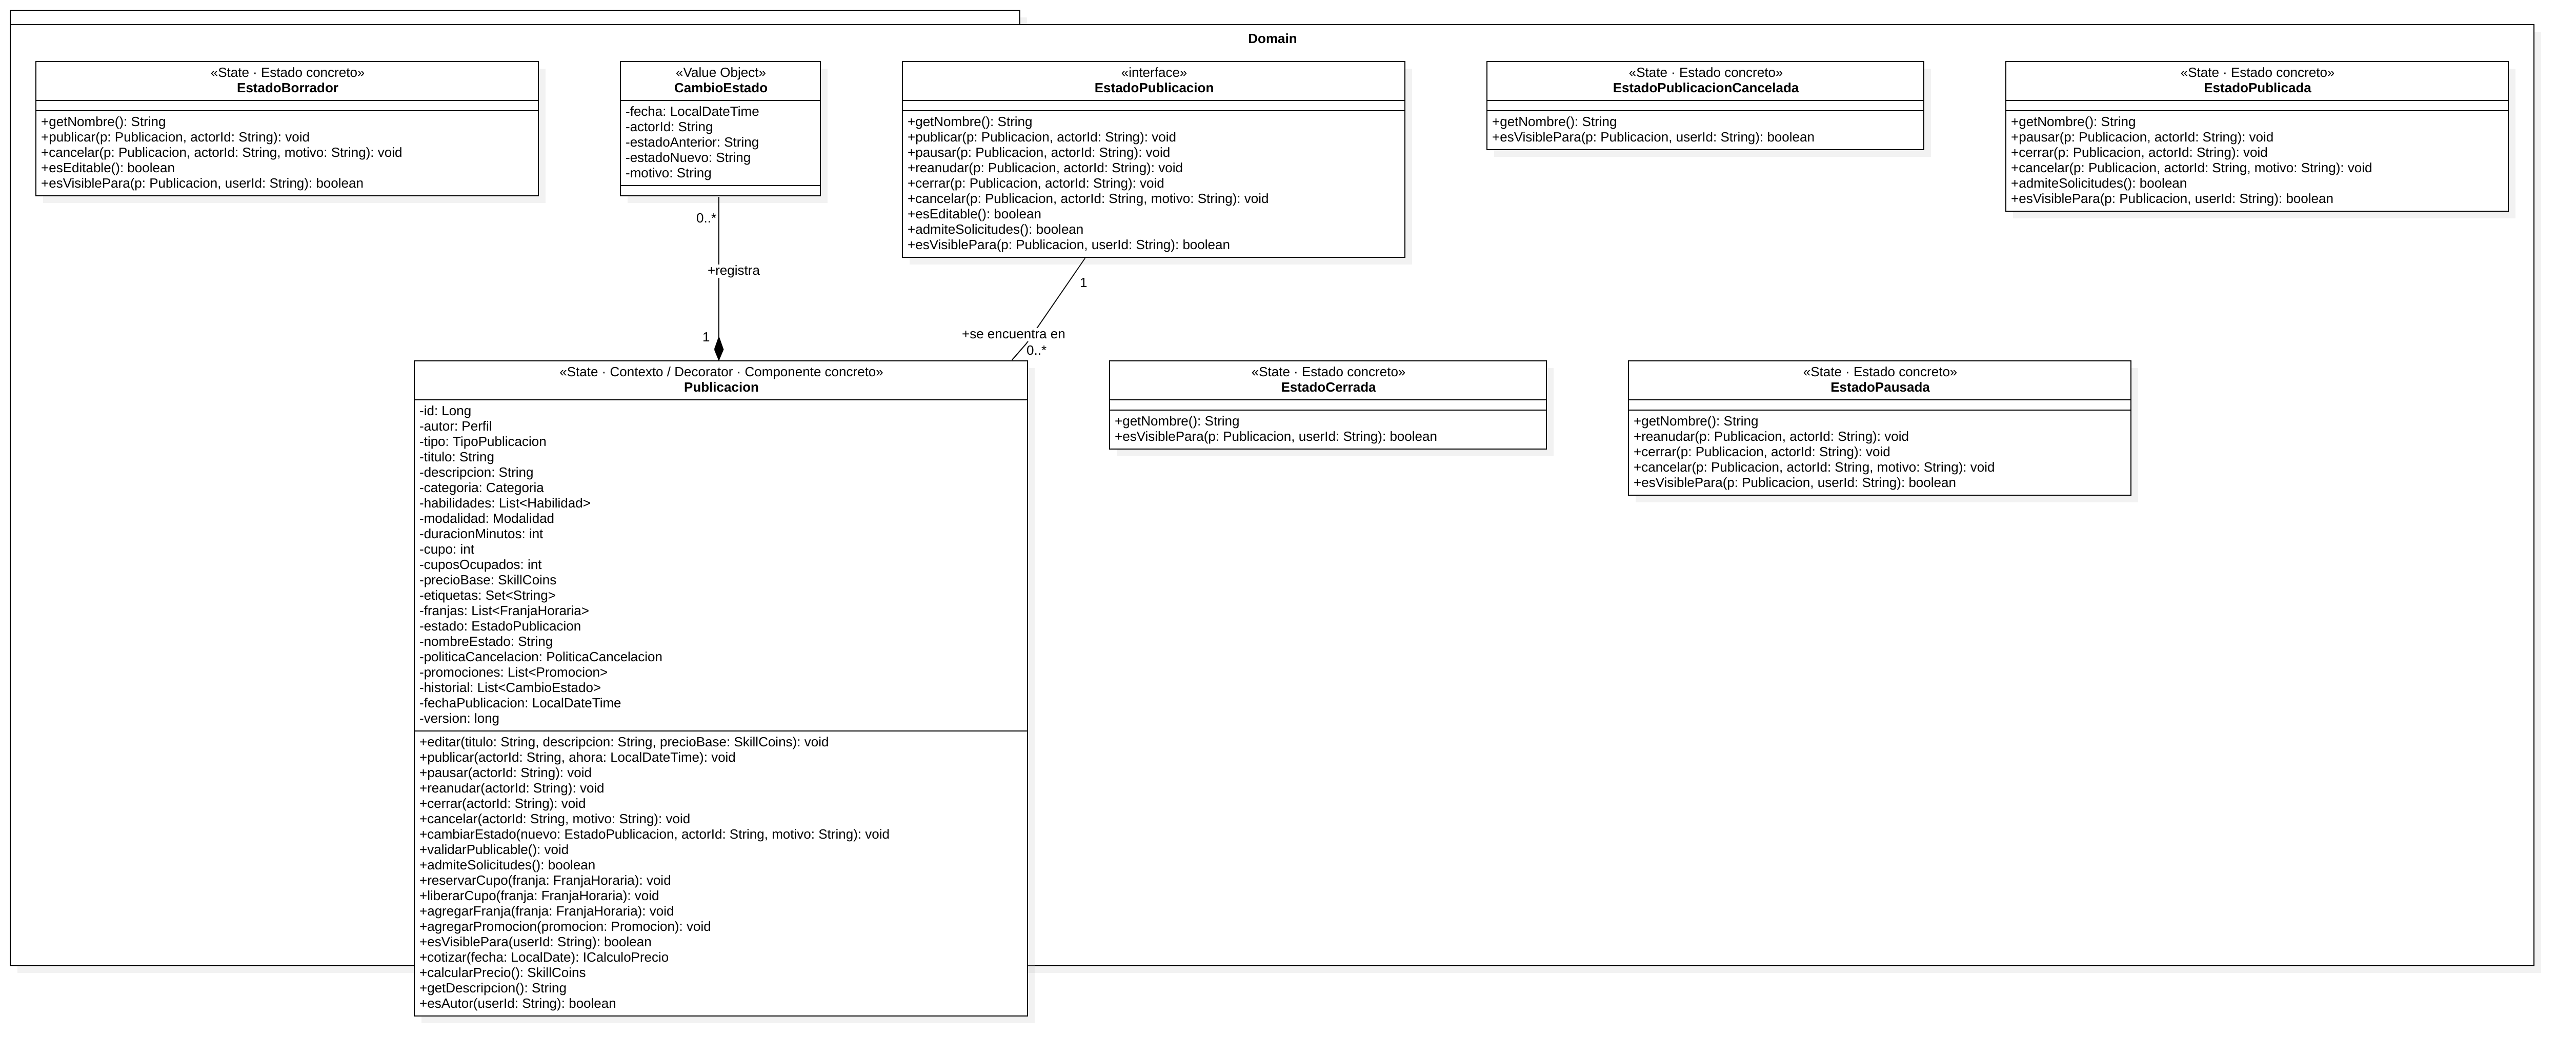 Domain
«State · Estado concreto»
EstadoBorrador
+getNombre(): String
+publicar(p: Publicacion, actorId: String): void
+cancelar(p: Publicacion, actorId: String, motivo: String): void
+esEditable(): boolean
+esVisiblePara(p: Publicacion, userId: String): boolean
«Value Object»
CambioEstado
-fecha: LocalDateTime
-actorId: String
-estadoAnterior: String
-estadoNuevo: String
-motivo: String
«interface»
EstadoPublicacion
+getNombre(): String
+publicar(p: Publicacion, actorId: String): void
+pausar(p: Publicacion, actorId: String): void
+reanudar(p: Publicacion, actorId: String): void
+cerrar(p: Publicacion, actorId: String): void
+cancelar(p: Publicacion, actorId: String, motivo: String): void
+esEditable(): boolean
+admiteSolicitudes(): boolean
+esVisiblePara(p: Publicacion, userId: String): boolean
«State · Estado concreto»
EstadoPublicacionCancelada
+getNombre(): String
+esVisiblePara(p: Publicacion, userId: String): boolean
«State · Estado concreto»
EstadoPublicada
+getNombre(): String
+pausar(p: Publicacion, actorId: String): void
+cerrar(p: Publicacion, actorId: String): void
+cancelar(p: Publicacion, actorId: String, motivo: String): void
+admiteSolicitudes(): boolean
+esVisiblePara(p: Publicacion, userId: String): boolean
0..*
+registra
1
1
+se encuentra en
0..*
«State · Contexto / Decorator · Componente concreto»
Publicacion
-id: Long
-autor: Perfil
-tipo: TipoPublicacion
-titulo: String
-descripcion: String
-categoria: Categoria
-habilidades: List<Habilidad>
-modalidad: Modalidad
-duracionMinutos: int
-cupo: int
-cuposOcupados: int
-precioBase: SkillCoins
-etiquetas: Set<String>
-franjas: List<FranjaHoraria>
-estado: EstadoPublicacion
-nombreEstado: String
-politicaCancelacion: PoliticaCancelacion
-promociones: List<Promocion>
-historial: List<CambioEstado>
-fechaPublicacion: LocalDateTime
-version: long
+editar(titulo: String, descripcion: String, precioBase: SkillCoins): void
+publicar(actorId: String, ahora: LocalDateTime): void
+pausar(actorId: String): void
+reanudar(actorId: String): void
+cerrar(actorId: String): void
+cancelar(actorId: String, motivo: String): void
+cambiarEstado(nuevo: EstadoPublicacion, actorId: String, motivo: String): void
+validarPublicable(): void
+admiteSolicitudes(): boolean
+reservarCupo(franja: FranjaHoraria): void
+liberarCupo(franja: FranjaHoraria): void
+agregarFranja(franja: FranjaHoraria): void
+agregarPromocion(promocion: Promocion): void
+esVisiblePara(userId: String): boolean
+cotizar(fecha: LocalDate): ICalculoPrecio
+calcularPrecio(): SkillCoins
+getDescripcion(): String
+esAutor(userId: String): boolean
«State · Estado concreto»
EstadoCerrada
+getNombre(): String
+esVisiblePara(p: Publicacion, userId: String): boolean
«State · Estado concreto»
EstadoPausada
+getNombre(): String
+reanudar(p: Publicacion, actorId: String): void
+cerrar(p: Publicacion, actorId: String): void
+cancelar(p: Publicacion, actorId: String, motivo: String): void
+esVisiblePara(p: Publicacion, userId: String): boolean